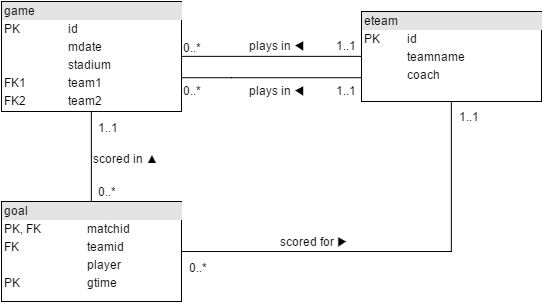 game
PK id
mdate
stadium
FK1 team1
FK2 team2
eteam
PK id
teamname
coach
0..* plays in ◀ 1..1
0..* plays in ◀ 1..1
1..1
scored in ▲
0..*
1..1
goal
PK, FK matchid
FK teamid
player
PK gtime
scored for ▶
0..*